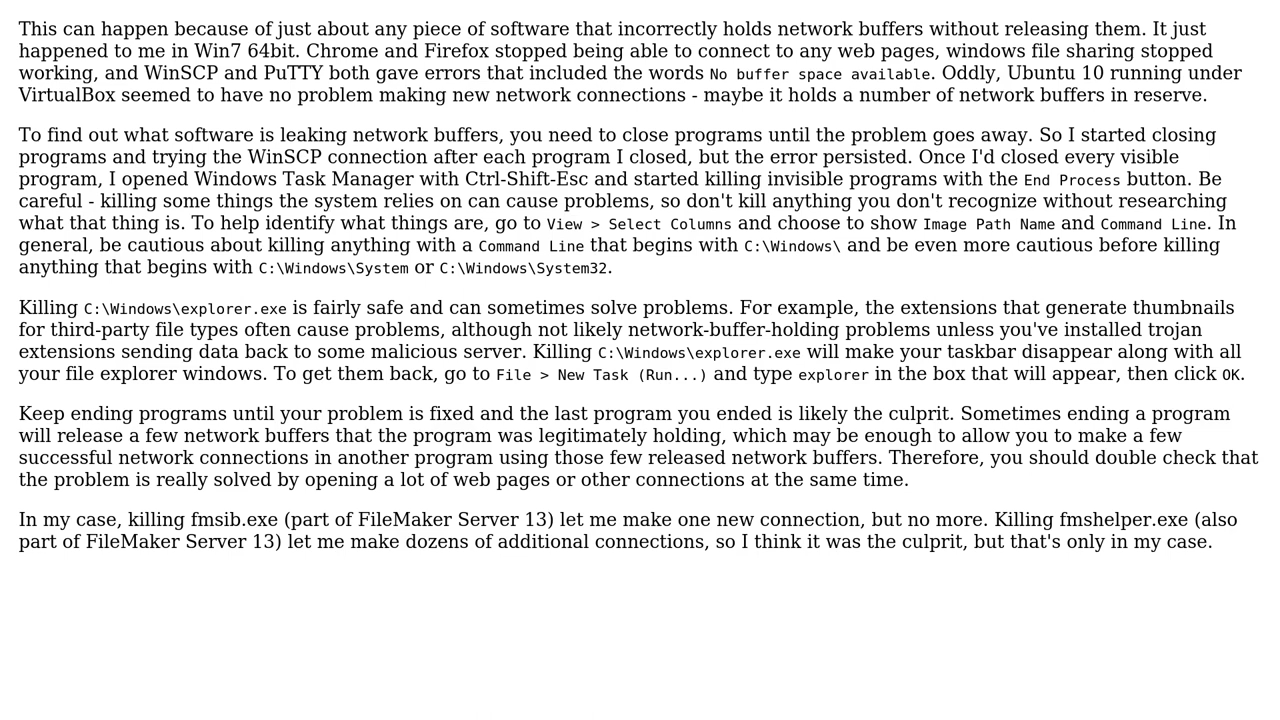 This can happen because of just about any piece of software that incorrectly holds network buffers without releasing them. It just
happened to me in Win7 64bit. Chrome and Firefox stopped being able to connect to any web pages, windows file sharing stopped
working, and WinSCP and PuTTY both gave errors that included the words No buffer space available. Oddly, Ubuntu 10 running under
VirtualBox seemed to have no problem making new network connections - maybe it holds a number of network buffers in reserve.
To find out what software is leaking network buffers, you need to close programs until the problem goes away. So I started closing
programs and trying the WinSCP connection after each program I closed, but the error persisted. Once I'd closed every visible
program, I opened Windows Task Manager with Ctrl-Shift-Esc and started killing invisible programs with the End Process button. Be
careful - killing some things the system relies on can cause problems, so don't kill anything you don't recognize without researching
what that thing is. To help identify what things are, go to View > Select Columns and choose to show Image Path Name and Command Line. In
general, be cautious about killing anything with a Command Line that begins with C:\Windows\ and be even more cautious before killing
anything that begins with C:\Windows\System or C:\Windows\System32.
Killing C:\Windows\explorer.exe is fairly safe and can sometimes solve problems. For example, the extensions that generate thumbnails
for third-party file types often cause problems, although not likely network-buffer-holding problems unless you've installed trojan
extensions sending data back to some malicious server. Killing C:\Windows\explorer.exe will make your taskbar disappear along with all
your file explorer windows. To get them back, go to File > New Task (Run...) and type explorer in the box that will appear, then click OK.
Keep ending programs until your problem is fixed and the last program you ended is likely the culprit. Sometimes ending a program
will release a few network buffers that the program was legitimately holding, which may be enough to allow you to make a few
successful network connections in another program using those few released network buffers. Therefore, you should double check that
the problem is really solved by opening a lot of web pages or other connections at the same time.
In my case, killing fmsib.exe (part of FileMaker Server 13) let me make one new connection, but no more. Killing fmshelper.exe (also
part of FileMaker Server 13) let me make dozens of additional connections, so I think it was the culprit, but that's only in my case.